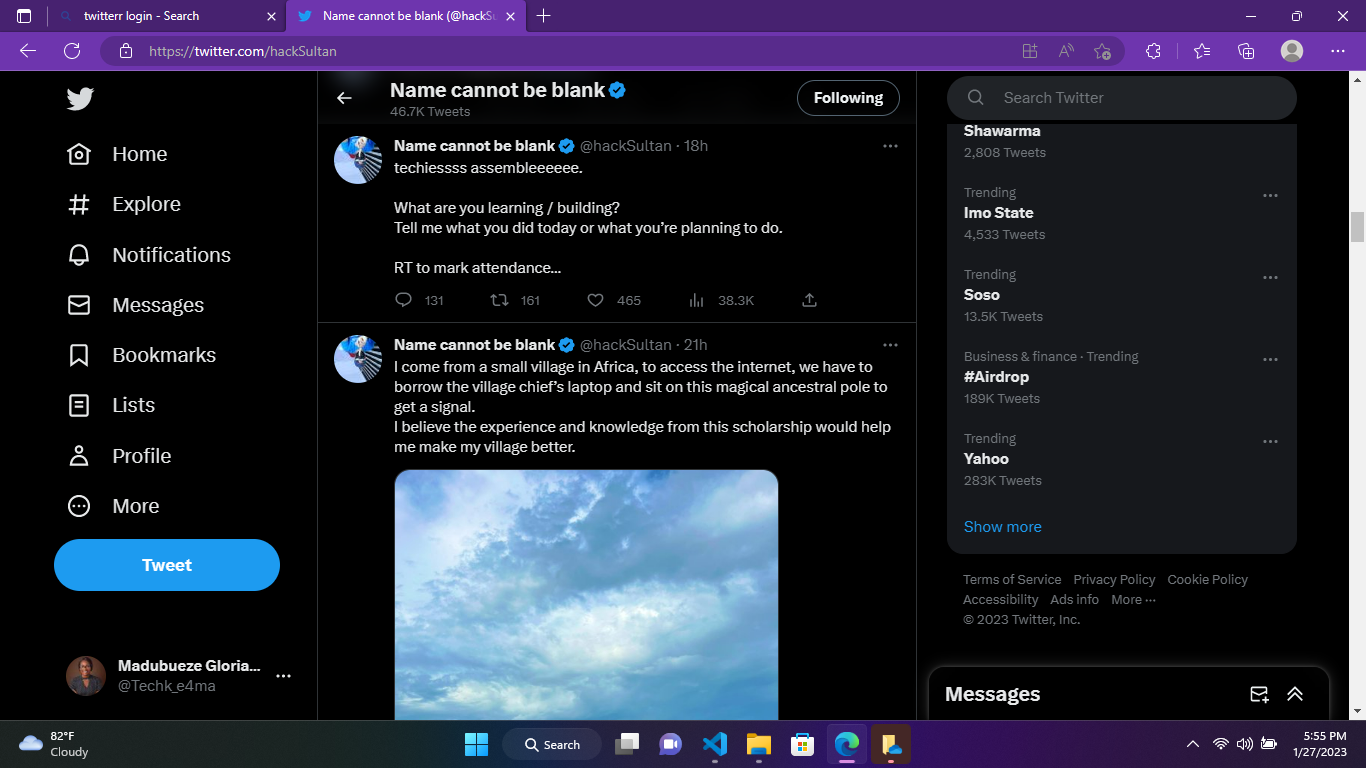 twitterr login - Search
Name cannot be blank (@hackSu
https://twitter.com/hackSultan
Home
Explore
Notifications
Messages
Bookmarks
Lists
Profile
More
Tweet
Madubueze Gloria...
@Techk_e4ma
Name cannot be blank
46.7K Tweets
Following
Name cannot be blank @hackSultan · 18h
techiessss assembleeeeee.
What are you learning / building?
Tell me what you did today or what you're planning to do.
RT to mark attendance...
131 161 465 38.3K
Name cannot be blank @hackSultan · 21h
I come from a small village in Africa, to access the internet, we have to
borrow the village chief's laptop and sit on this magical ancestral pole to
get a signal.
I believe the experience and knowledge from this scholarship would help
me make my village better.
Search Twitter
Shawarma
2,808 Tweets
Trending
Imo State
4,533 Tweets
Trending
Soso
13.5K Tweets
Business & finance · Trending
#Airdrop
189K Tweets
Trending
Yahoo
283K Tweets
Show more
Terms of Service Privacy Policy Cookie Policy
Accessibility Ads info More ···
© 2023 Twitter, Inc.
Messages
82°F
Cloudy
Search
5:55 PM
1/27/2023